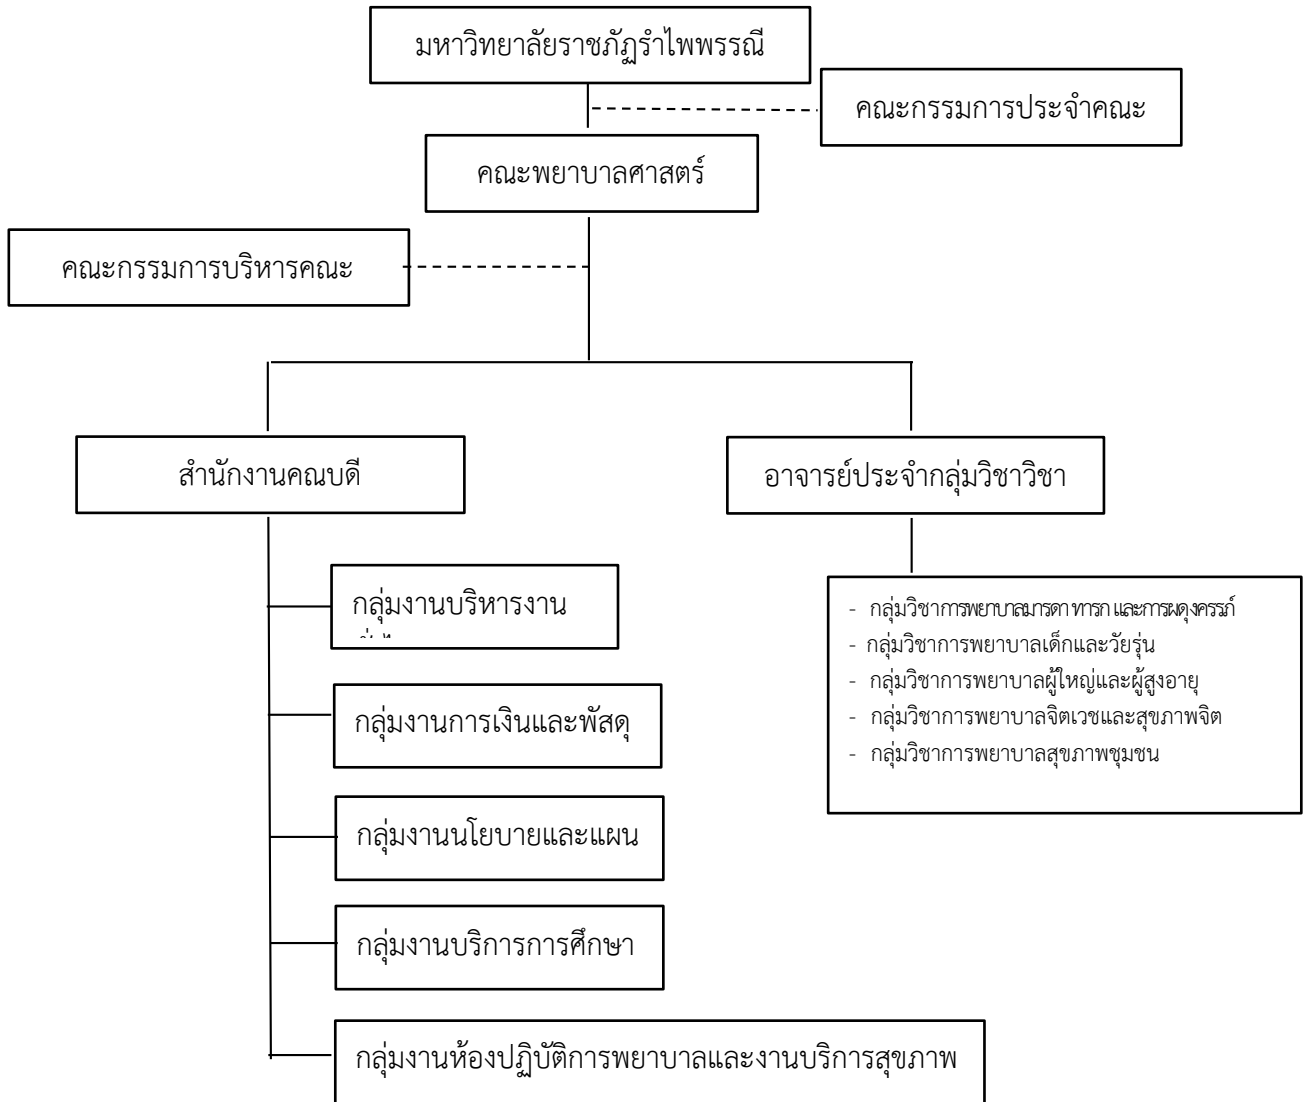 มหาวิทยาลัยราชภัฏรำไพพรรณี
คณะกรรมการประจำคณะ
คณะพยาบาลศาสตร์
คณะกรรมการบริหารคณะ
สำนักงานคณบดี
อาจารย์ประจำกลุ่มวิชาวิชา
กลุ่มงานบริหารงาน
กลุ่มงานการเงินและพัสดุ
กลุ่มงานนโยบายและแผน
กลุ่มงานบริการการศึกษา
กลุ่มงานห้องปฏิบัติการพยาบาลและงานบริการสุขภาพ
- กลุ่มวิชาการพยาบาลมารดา ทารก และการผดุงครรภ์
- กลุ่มวิชาการพยาบาลเด็กและวัยรุ่น
- กลุ่มวิชาการพยาบาลผู้ใหญ่และผู้สูงอายุ
- กลุ่มวิชาการพยาบาลจิตเวชและสุขภาพจิต
- กลุ่มวิชาการพยาบาลสุขภาพชุมชน